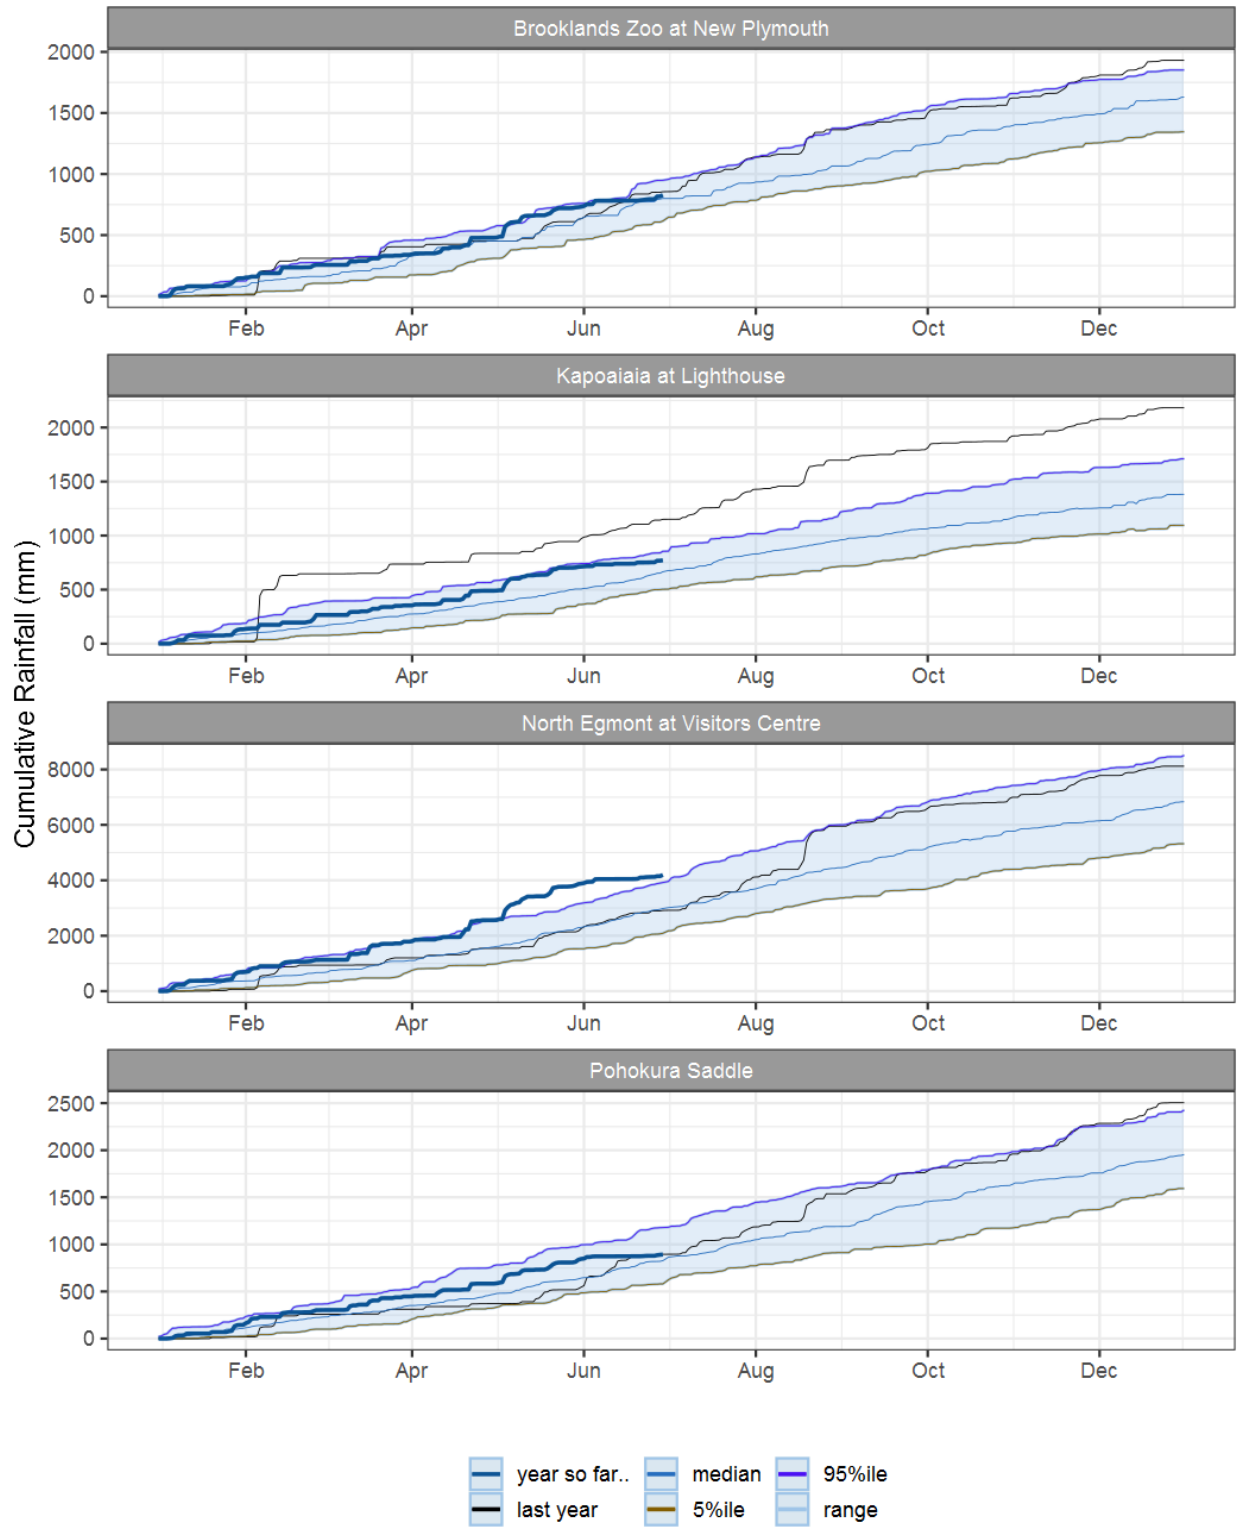 Brooklands Zoo at New Plymouth
2000
1500
1000
500
0
Feb Apr Jun Aug Oct Dec
Kapoaiaia at Lighthouse
2000
1500
1000
500
0
Feb Apr Jun Aug Oct Dec
Cumulative Rainfall (mm)
North Egmont at Visitors Centre
8000
6000
4000
2000
0
Feb Apr Jun Aug Oct Dec
Pohokura Saddle
2500
2000
1500
1000
500
0
Feb Apr Jun Aug Oct Dec
year so far.. median 95%ile
last year 5%ile range